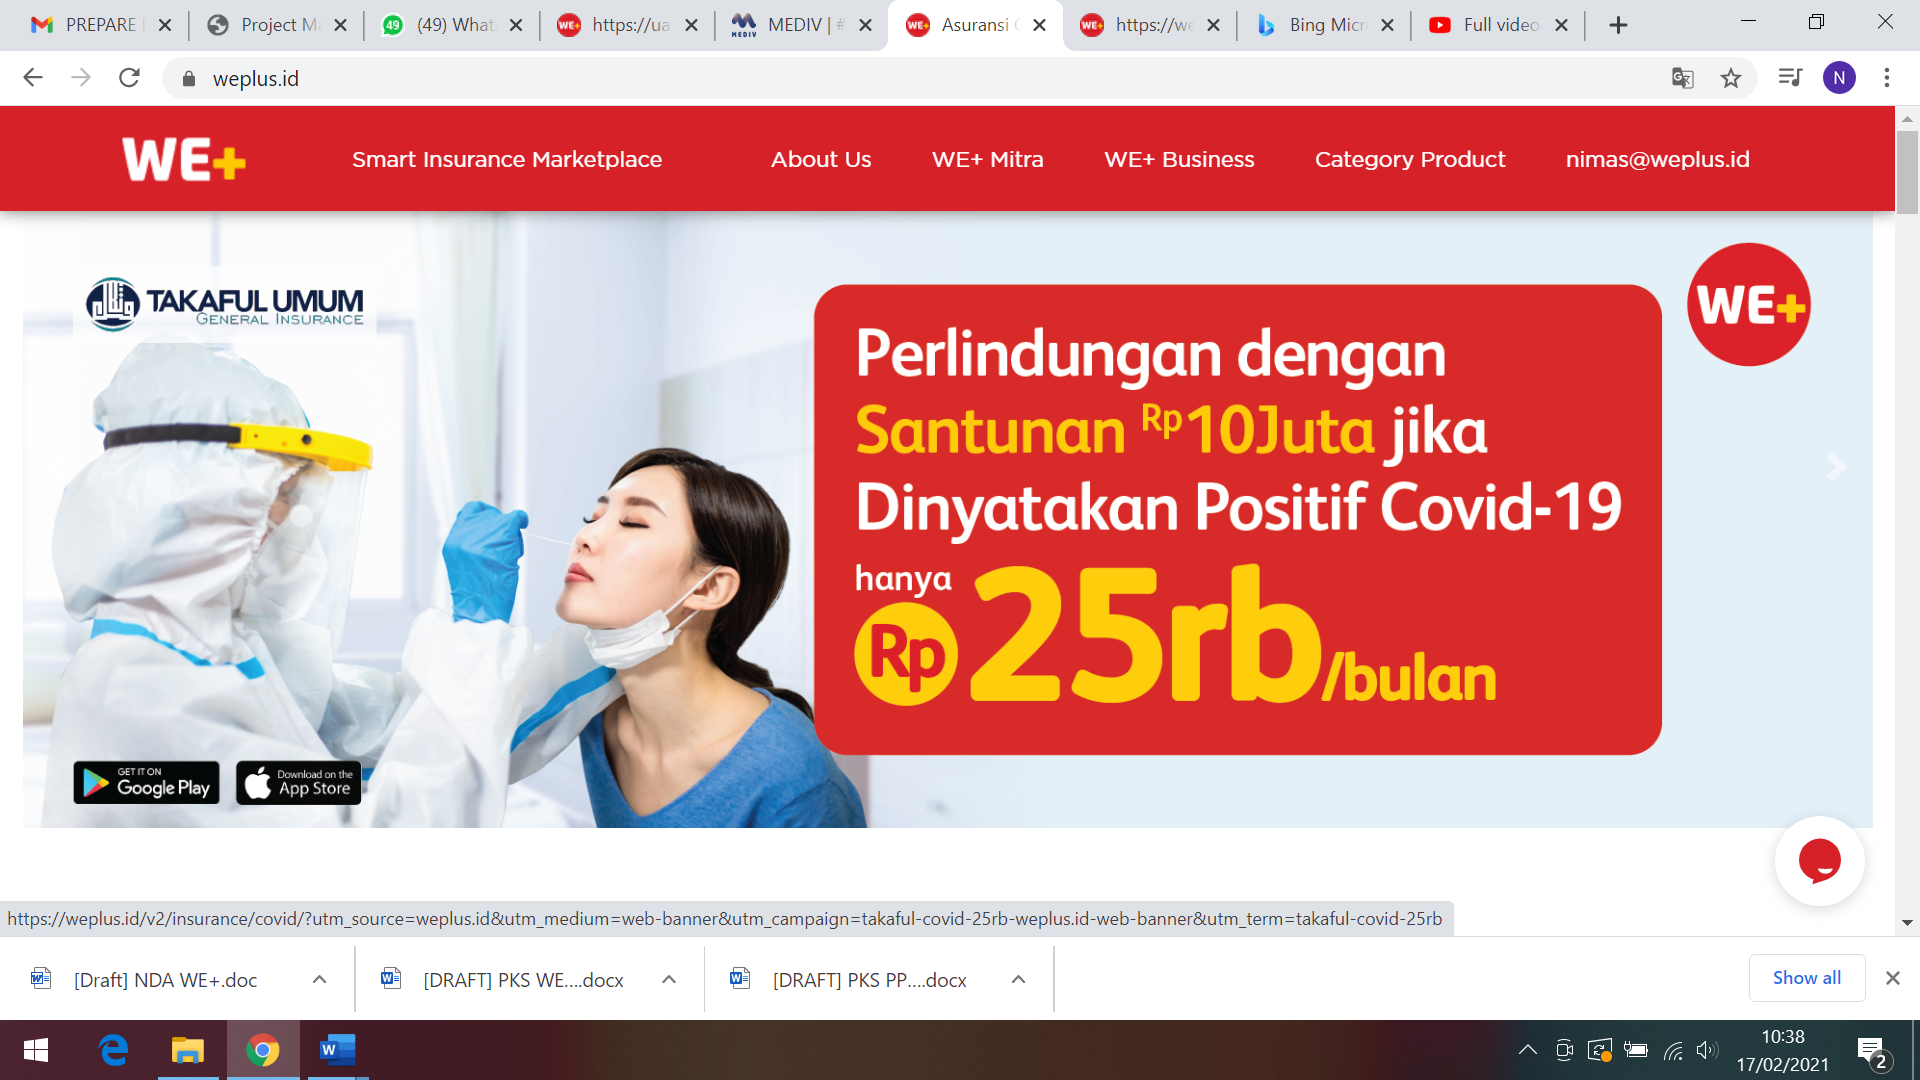 PREPARE
Project M
(49) What
https://ua
MEDIV | #
Asuransi
https://we
Bing Micr
Full video
weplus.id
N
WE+
Smart Insurance Marketplace
About Us
WE+ Mitra
WE+ Business
Category Product
nimas@weplus.id
TAKAFUL UMUM
GENERAL INSURANCE
WE+
Perlindungan dengan
Santunan Rp10Juta jika
Dinyatakan Positif Covid-19
hanya
Rp 25rb/bulan
GET IT ON
Google Play
Download on the
App Store
https://weplus.id/v2/insurance/covid/?utm_source=weplus.id&utm_medium=web-banner&utm_campaign=takaful-covid-25rb-weplus.id-web-banner&utm_term=takaful-covid-25rb
[Draft] NDA WE+.doc
[DRAFT] PKS WE....docx
[DRAFT] PKS PP....docx
Show all
10:38
17/02/2021
2